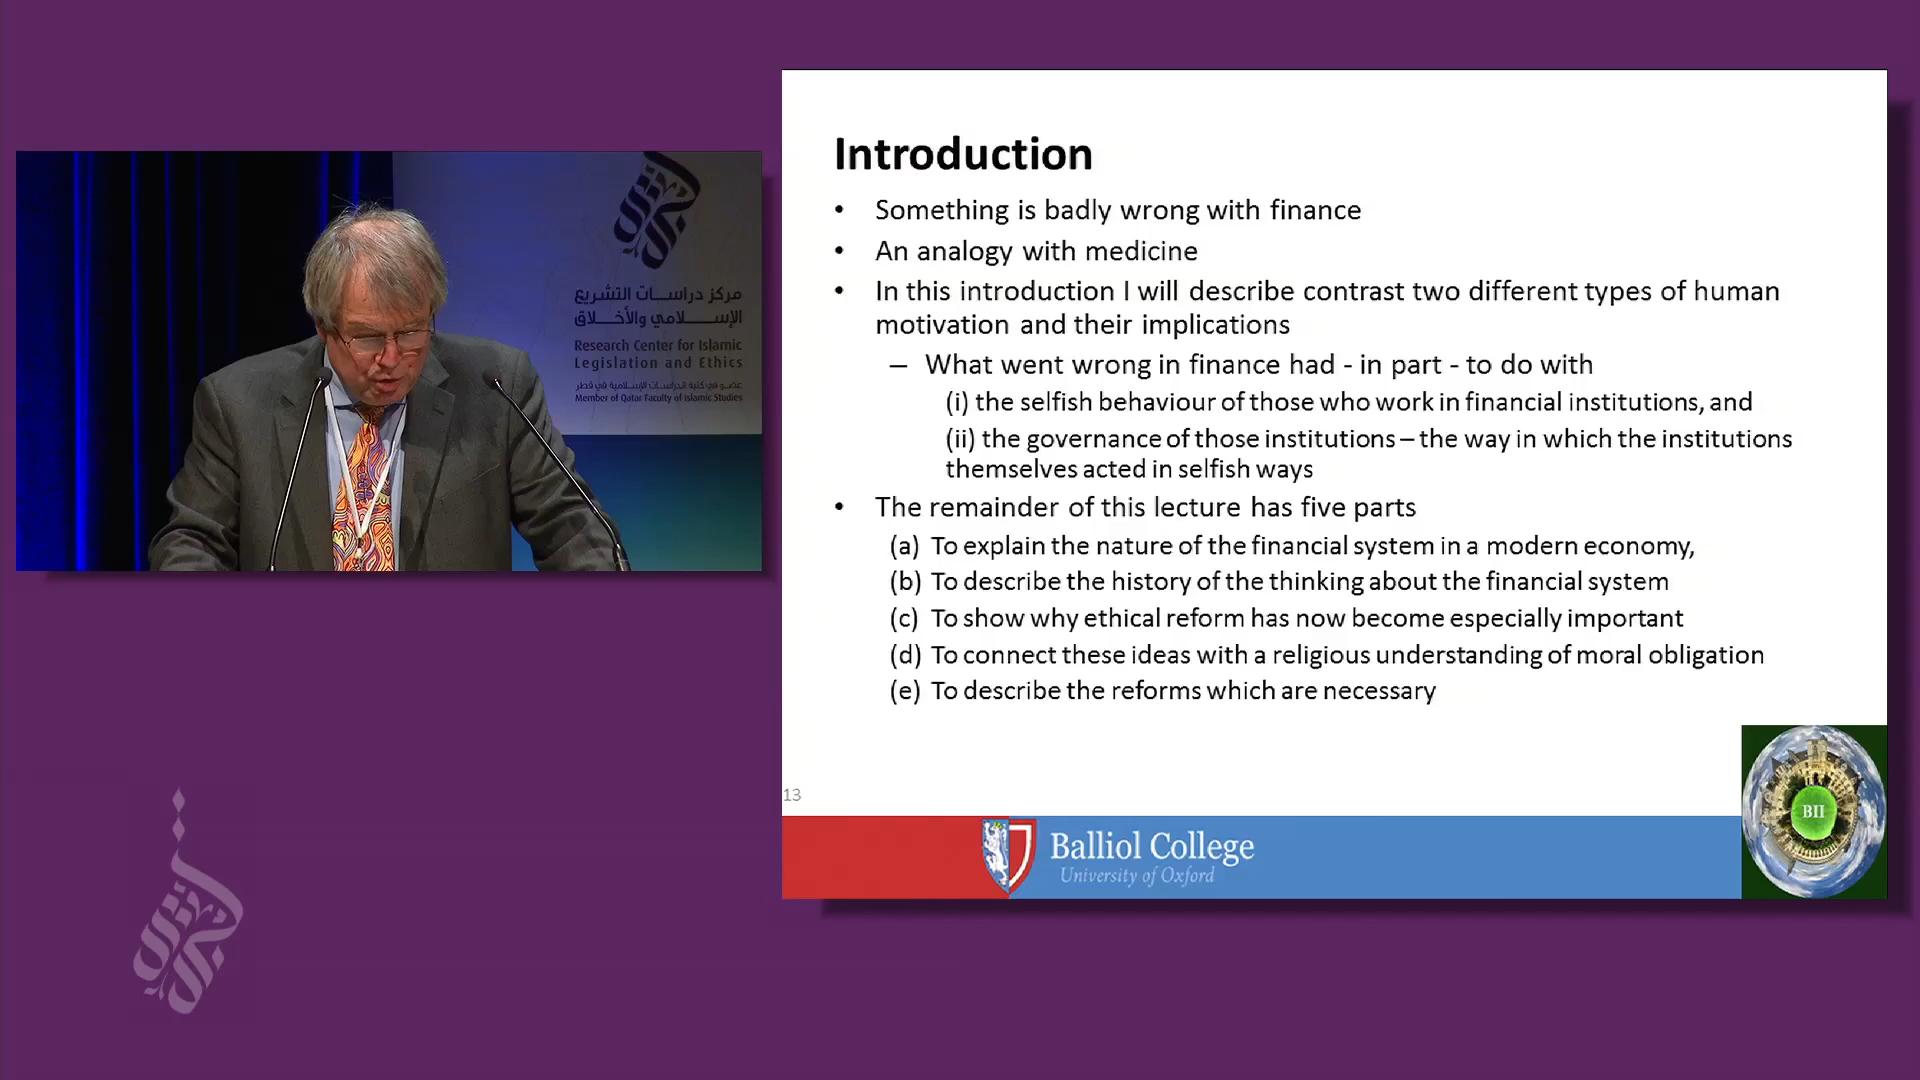 مركز دراسات التشريع
الإسلامي والأخلاق
Research Center for Islamic
Legislation and Ethics
عضو في كلية الدراسات الإسلامية في قطر
Member of Qatar Faculty of Islamic Studies
Introduction
• Something is badly wrong with finance
• An analogy with medicine
• In this introduction I will describe contrast two different types of human
motivation and their implications
– What went wrong in finance had - in part - to do with
(i) the selfish behaviour of those who work in financial institutions, and
(ii) the governance of those institutions – the way in which the institutions
themselves acted in selfish ways
• The remainder of this lecture has five parts
(a) To explain the nature of the financial system in a modern economy,
(b) To describe the history of the thinking about the financial system
(c) To show why ethical reform has now become especially important
(d) To connect these ideas with a religious understanding of moral obligation
(e) To describe the reforms which are necessary
13
Balliol College
University of Oxford
BII